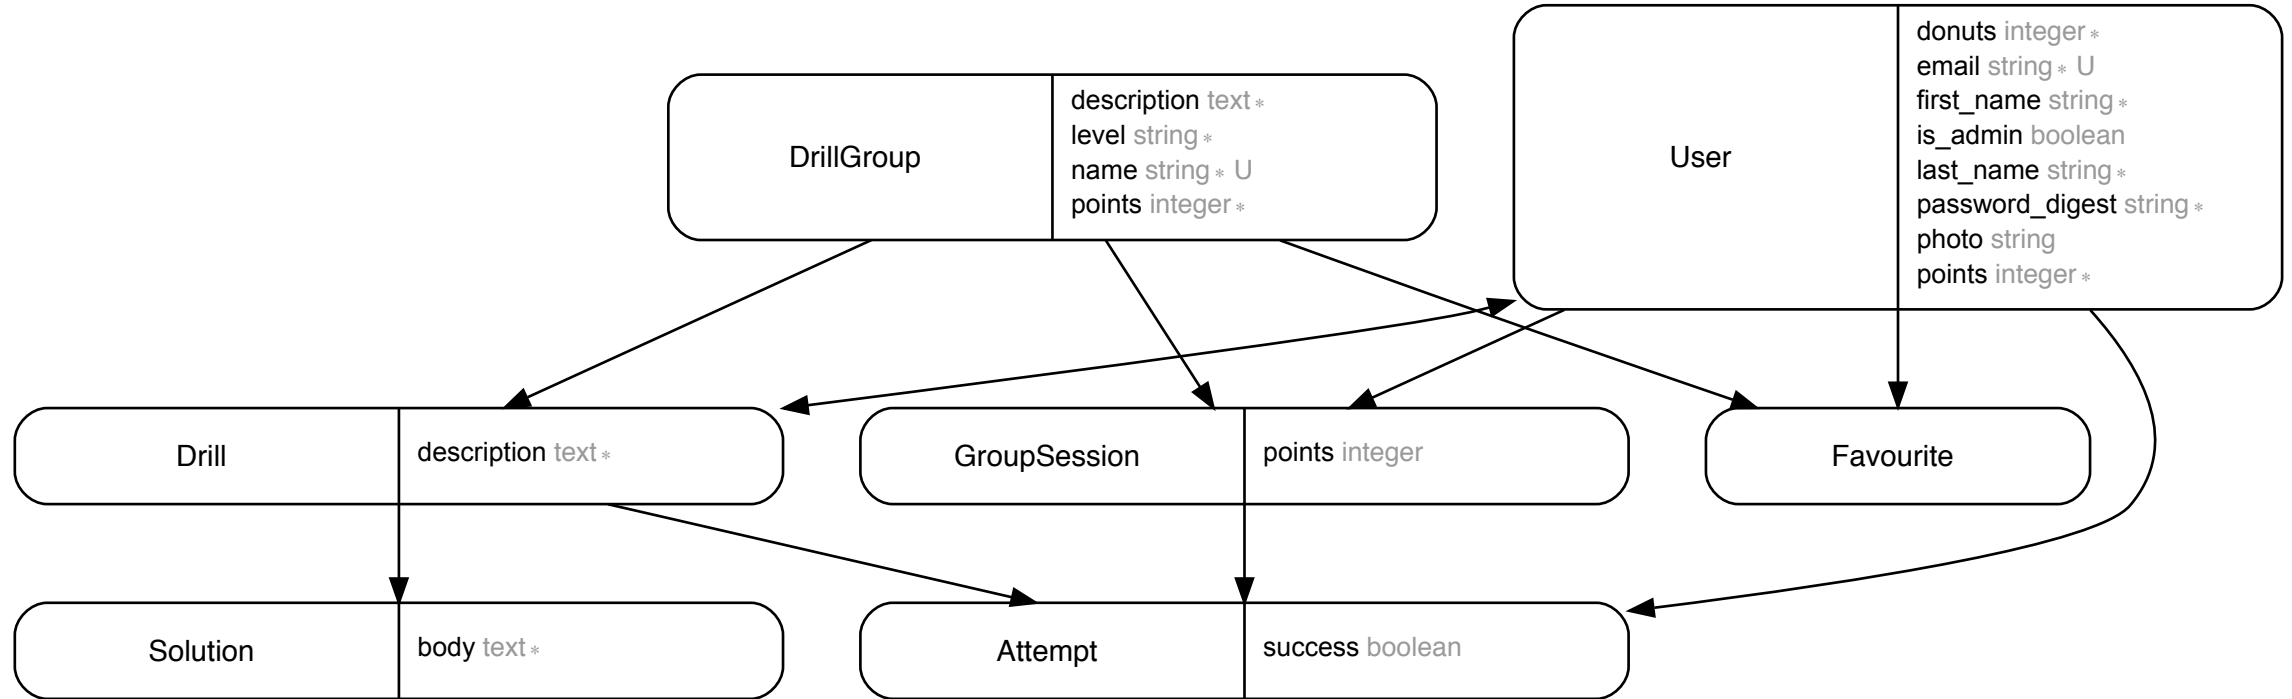 DrillGroup
description text *
level string *
name string * U
points integer *
User
donuts integer *
email string * U
first_name string *
is_admin boolean
last_name string *
password_digest string *
photo string
points integer *
Drill
description text *
GroupSession
points integer
Favourite
Solution
body text *
Attempt
success boolean